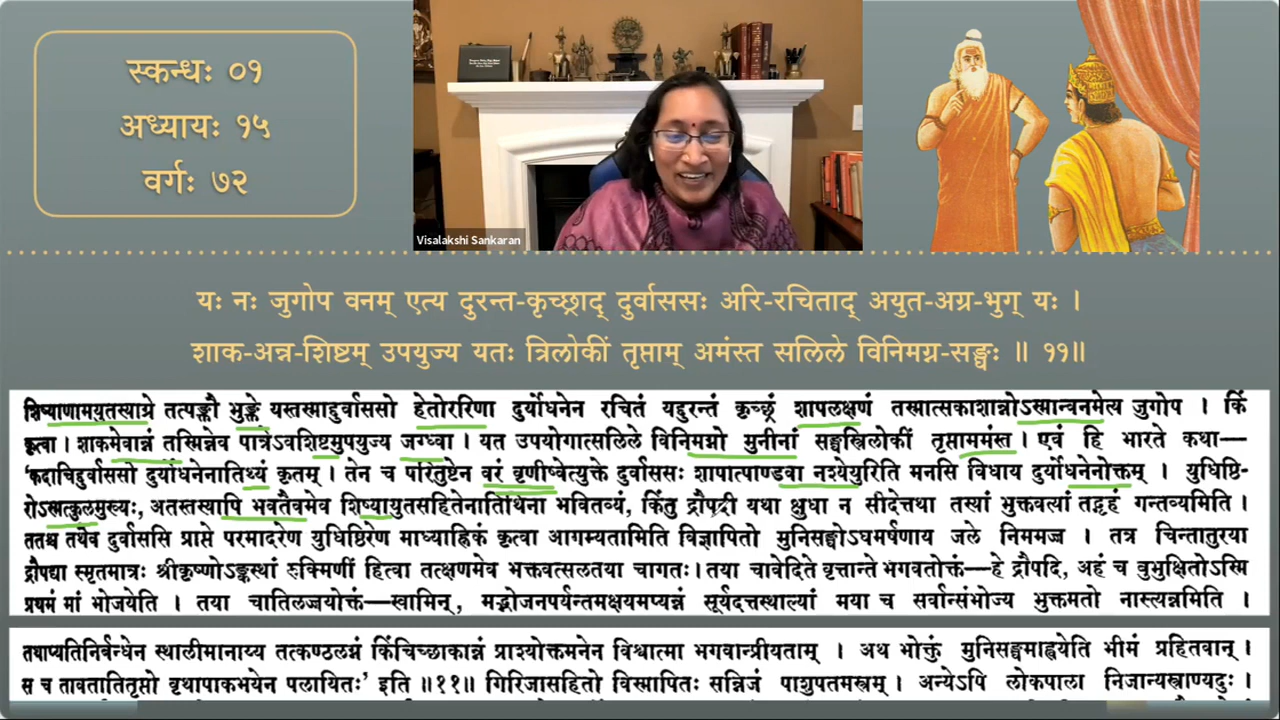 स्कन्धः ०१
अध्यायः १५
वर्गः ७२
Visalakshi Sankaran
यः नः जुगोप वनम् एत्य दुरन्त-कृच्छ्राद् दुर्वाससः अरि-रचिताद् अयुत-अग्र-भुग् यः ।
शाक-अन्न-शिष्टम् उपयुज्य यतः त्रिलोकीं तृप्ताम् अमंस्त सलिले विनिमग्न-सङ्घः ॥ ११॥
शिष्याणामयुतस्याग्रे तत्पङ्क्तौ भुङ्क्ते यस्तस्माद्दुर्वाससो हेतोररिणा दुर्योधनेन रचितं यद्दुरन्तं कृच्छ्रं शापलक्षणं तस्मात्सकाशान्नोऽस्मान्वनमेत्य जुगोप । किं
कृत्वा । शाकमेवान्नं तस्मिन्नेव पात्रेऽवशिष्टमुपयुज्य जग्ध्वा । यत उपयोगात्सलिले विनिमग्नो मुनीनां सङ्घस्त्रिलोकीं तृप्ताममंस्त । एवं हि भारते कथा—
'कदाचिद्दुर्वाससो दुर्योधनेनातिथ्यं कृतम् । तेन च परितुष्टेन वरं वृणीष्वेत्युक्ते दुर्वाससः शापात्पाण्डवा नश्येयुरिति मनसि विधाय दुर्योधनेनोक्तम् । युधिष्ठि-
रोऽस्मत्कुलमुख्यः, अतस्तस्यापि भवतैवमेव शिष्यायुतसहितेनातिथिना भवितव्यं, किंतु द्रौपदी यथा क्षुधा न सीदेत्तथा तस्यां भुक्तवत्यां तद्गृहं गन्तव्यमिति ।
ततश्च तथैव दुर्वाससि प्राप्ते परमादरेण युधिष्ठिरेण माध्याह्निकं कृत्वा आगम्यतामिति विज्ञापितो मुनिसङ्घोऽघमर्षणाय जले निममज्ज । तत्र चिन्तातुरया
द्रौपद्या स्मृतमात्रः श्रीकृष्णोऽङ्कस्थां रुक्मिणीं हित्वा तत्क्षणमेव भक्तवत्सलतया चागतः। तया चावेदिते वृत्तान्ते भगवतोक्तं—हे द्रौपदि, अहं च बुभुक्षितोऽस्मि
प्रथमं मां भोजयेति । तया चातिलज्जयोक्तं—स्वामिन्, मद्भोजनपर्यन्तमक्षयमप्यन्नं सूर्यदत्तस्थाल्यां मया च सर्वान्संभोज्य भुक्तमतो नास्त्यन्नमिति ।
तथाप्यतिनिर्बन्धेन स्थालीमानाय्य तत्कण्ठलग्नं किंचिच्छाकान्नं प्राश्योक्तमनेन विश्वात्मा भगवान्प्रीयताम् । अथ भोक्तुं मुनिसङ्घमाह्वयेति भीमं प्रहितवान् ।
स च तावतातितृप्तो वृथापाकभयेन पलायितः' इति ॥११॥ गिरिजासहितो विस्मापितः सन्निजं पाशुपतमस्त्रम् । अन्येऽपि लोकपाला निजान्यस्त्राण्यदुः ।